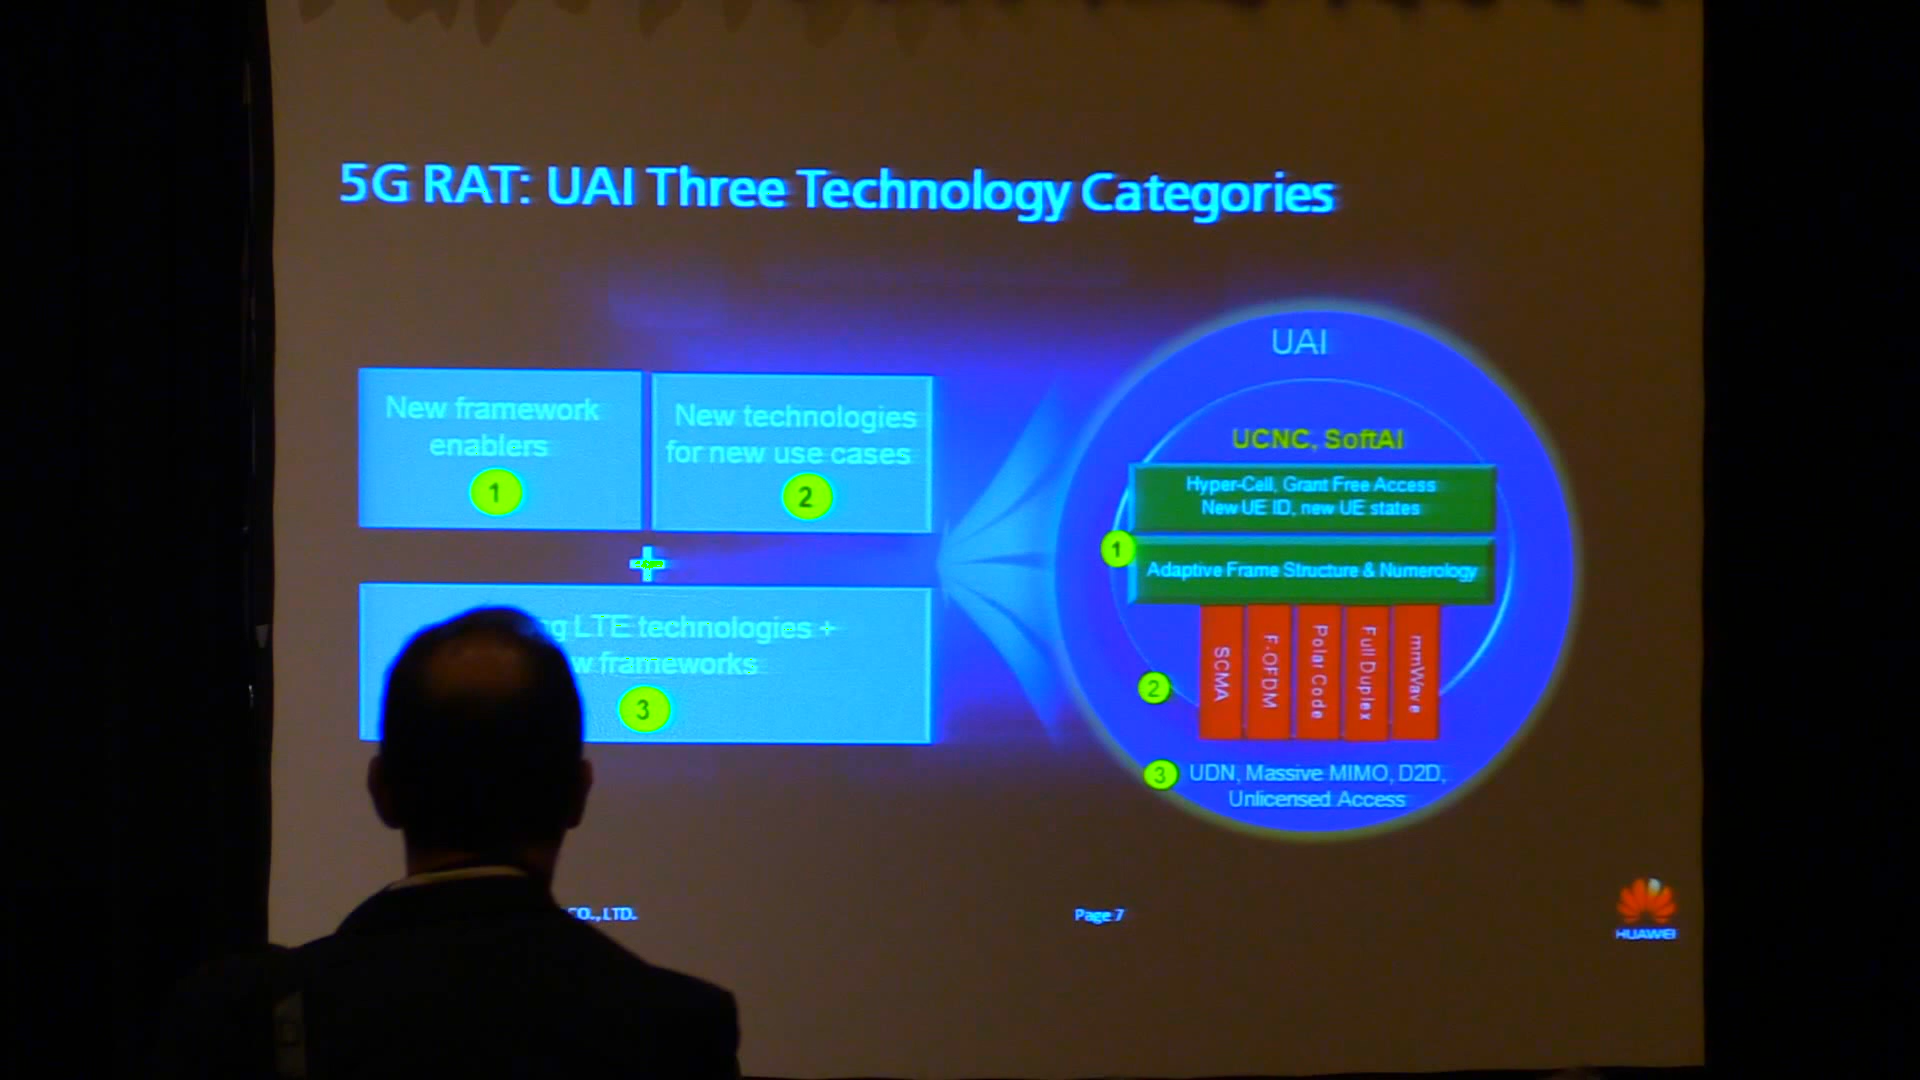 5G RAT: UAI Three Technology Categories
New framework
enablers
1
New technologies
for new use cases
2
+
LTE technologies +
frameworks
3
UAI
UCNC, SoftAI
Hyper-Cell, Grant Free Access
New UE ID, new UE states
1
Adaptive Frame Structure & Numerology
SCMA
F-OFDM
Polar Code
Full Duplex
mmWave
2
3
UDN, Massive MIMO, D2D,
Unlicensed Access
CO., LTD.
Page 7
HUAWEI